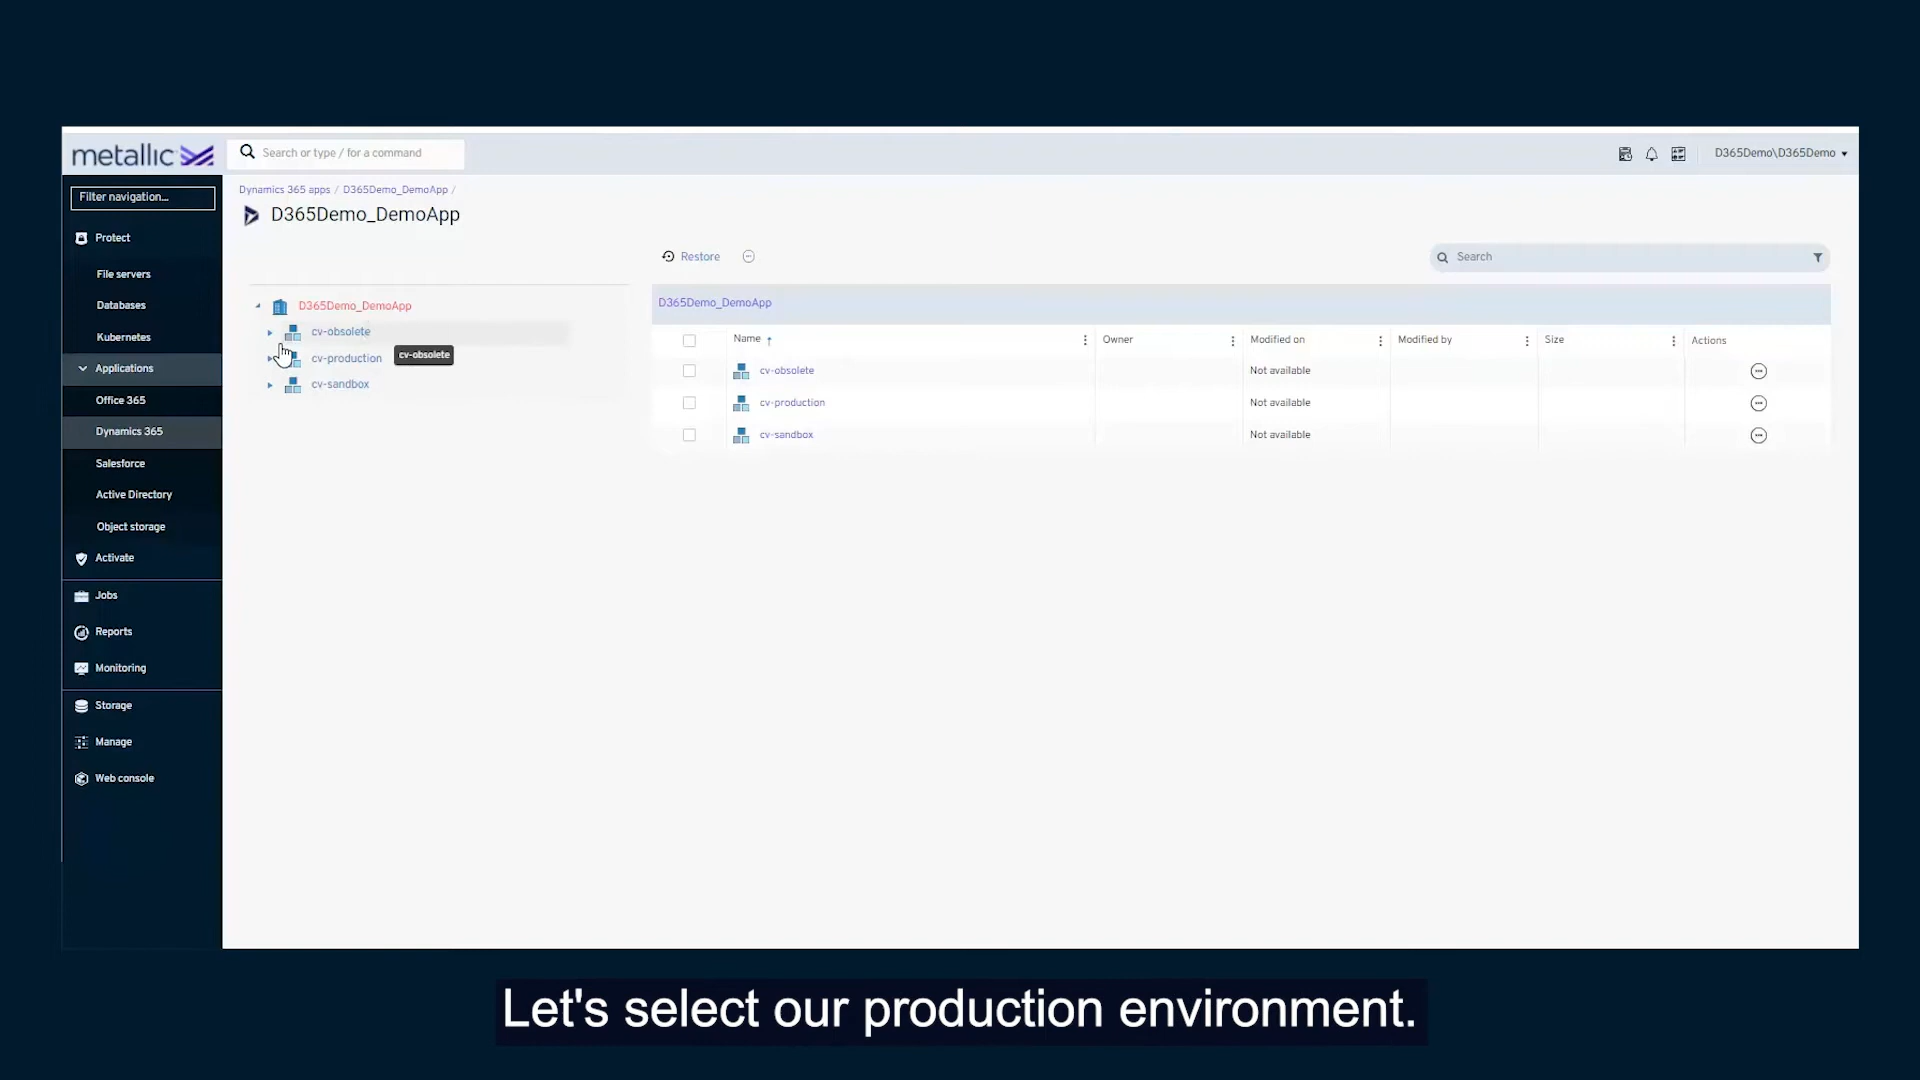 metallic
Search or type / for a command
D365Demo\D365Demo
Filter navigation...
Protect
File servers
Databases
Kubernetes
Applications
Office 365
Dynamics 365
Salesforce
Active Directory
Object storage
Activate
Jobs
Reports
Monitoring
Storage
Manage
Web console
Dynamics 365 apps / D365Demo_DemoApp /
D365Demo_DemoApp
D365Demo_DemoApp
cv-obsolete
cv-production
cv-obsolete
cv-sandbox
Restore
Search
D365Demo_DemoApp
Name Owner Modified on Modified by Size Actions
cv-obsolete Not available
cv-production Not available
cv-sandbox Not available
Let's select our production environment.